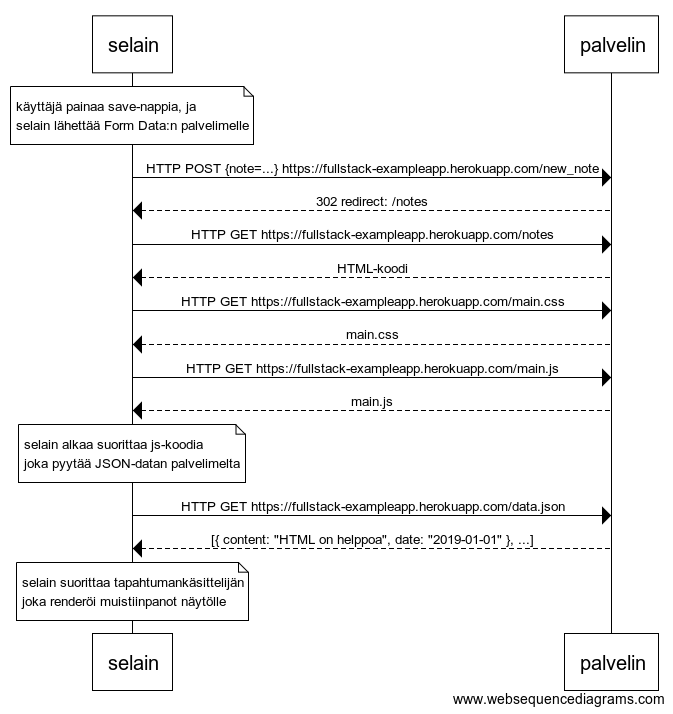 selain palvelin
käyttäjä painaa save-nappia, ja
selain lähettää Form Data:n palvelimelle
HTTP POST {note=...} https://fullstack-exampleapp.herokuapp.com/new_note
302 redirect: /notes
HTTP GET https://fullstack-exampleapp.herokuapp.com/notes
HTML-koodi
HTTP GET https://fullstack-exampleapp.herokuapp.com/main.css
main.css
HTTP GET https://fullstack-exampleapp.herokuapp.com/main.js
main.js
selain alkaa suorittaa js-koodia
joka pyytää JSON-datan palvelimelta
HTTP GET https://fullstack-exampleapp.herokuapp.com/data.json
[{ content: "HTML on helppoa", date: "2019-01-01" }, ...]
selain suorittaa tapahtumankäsittelijän
joka renderöi muistiinpanot näytölle
selain palvelin
www.websequencediagrams.com